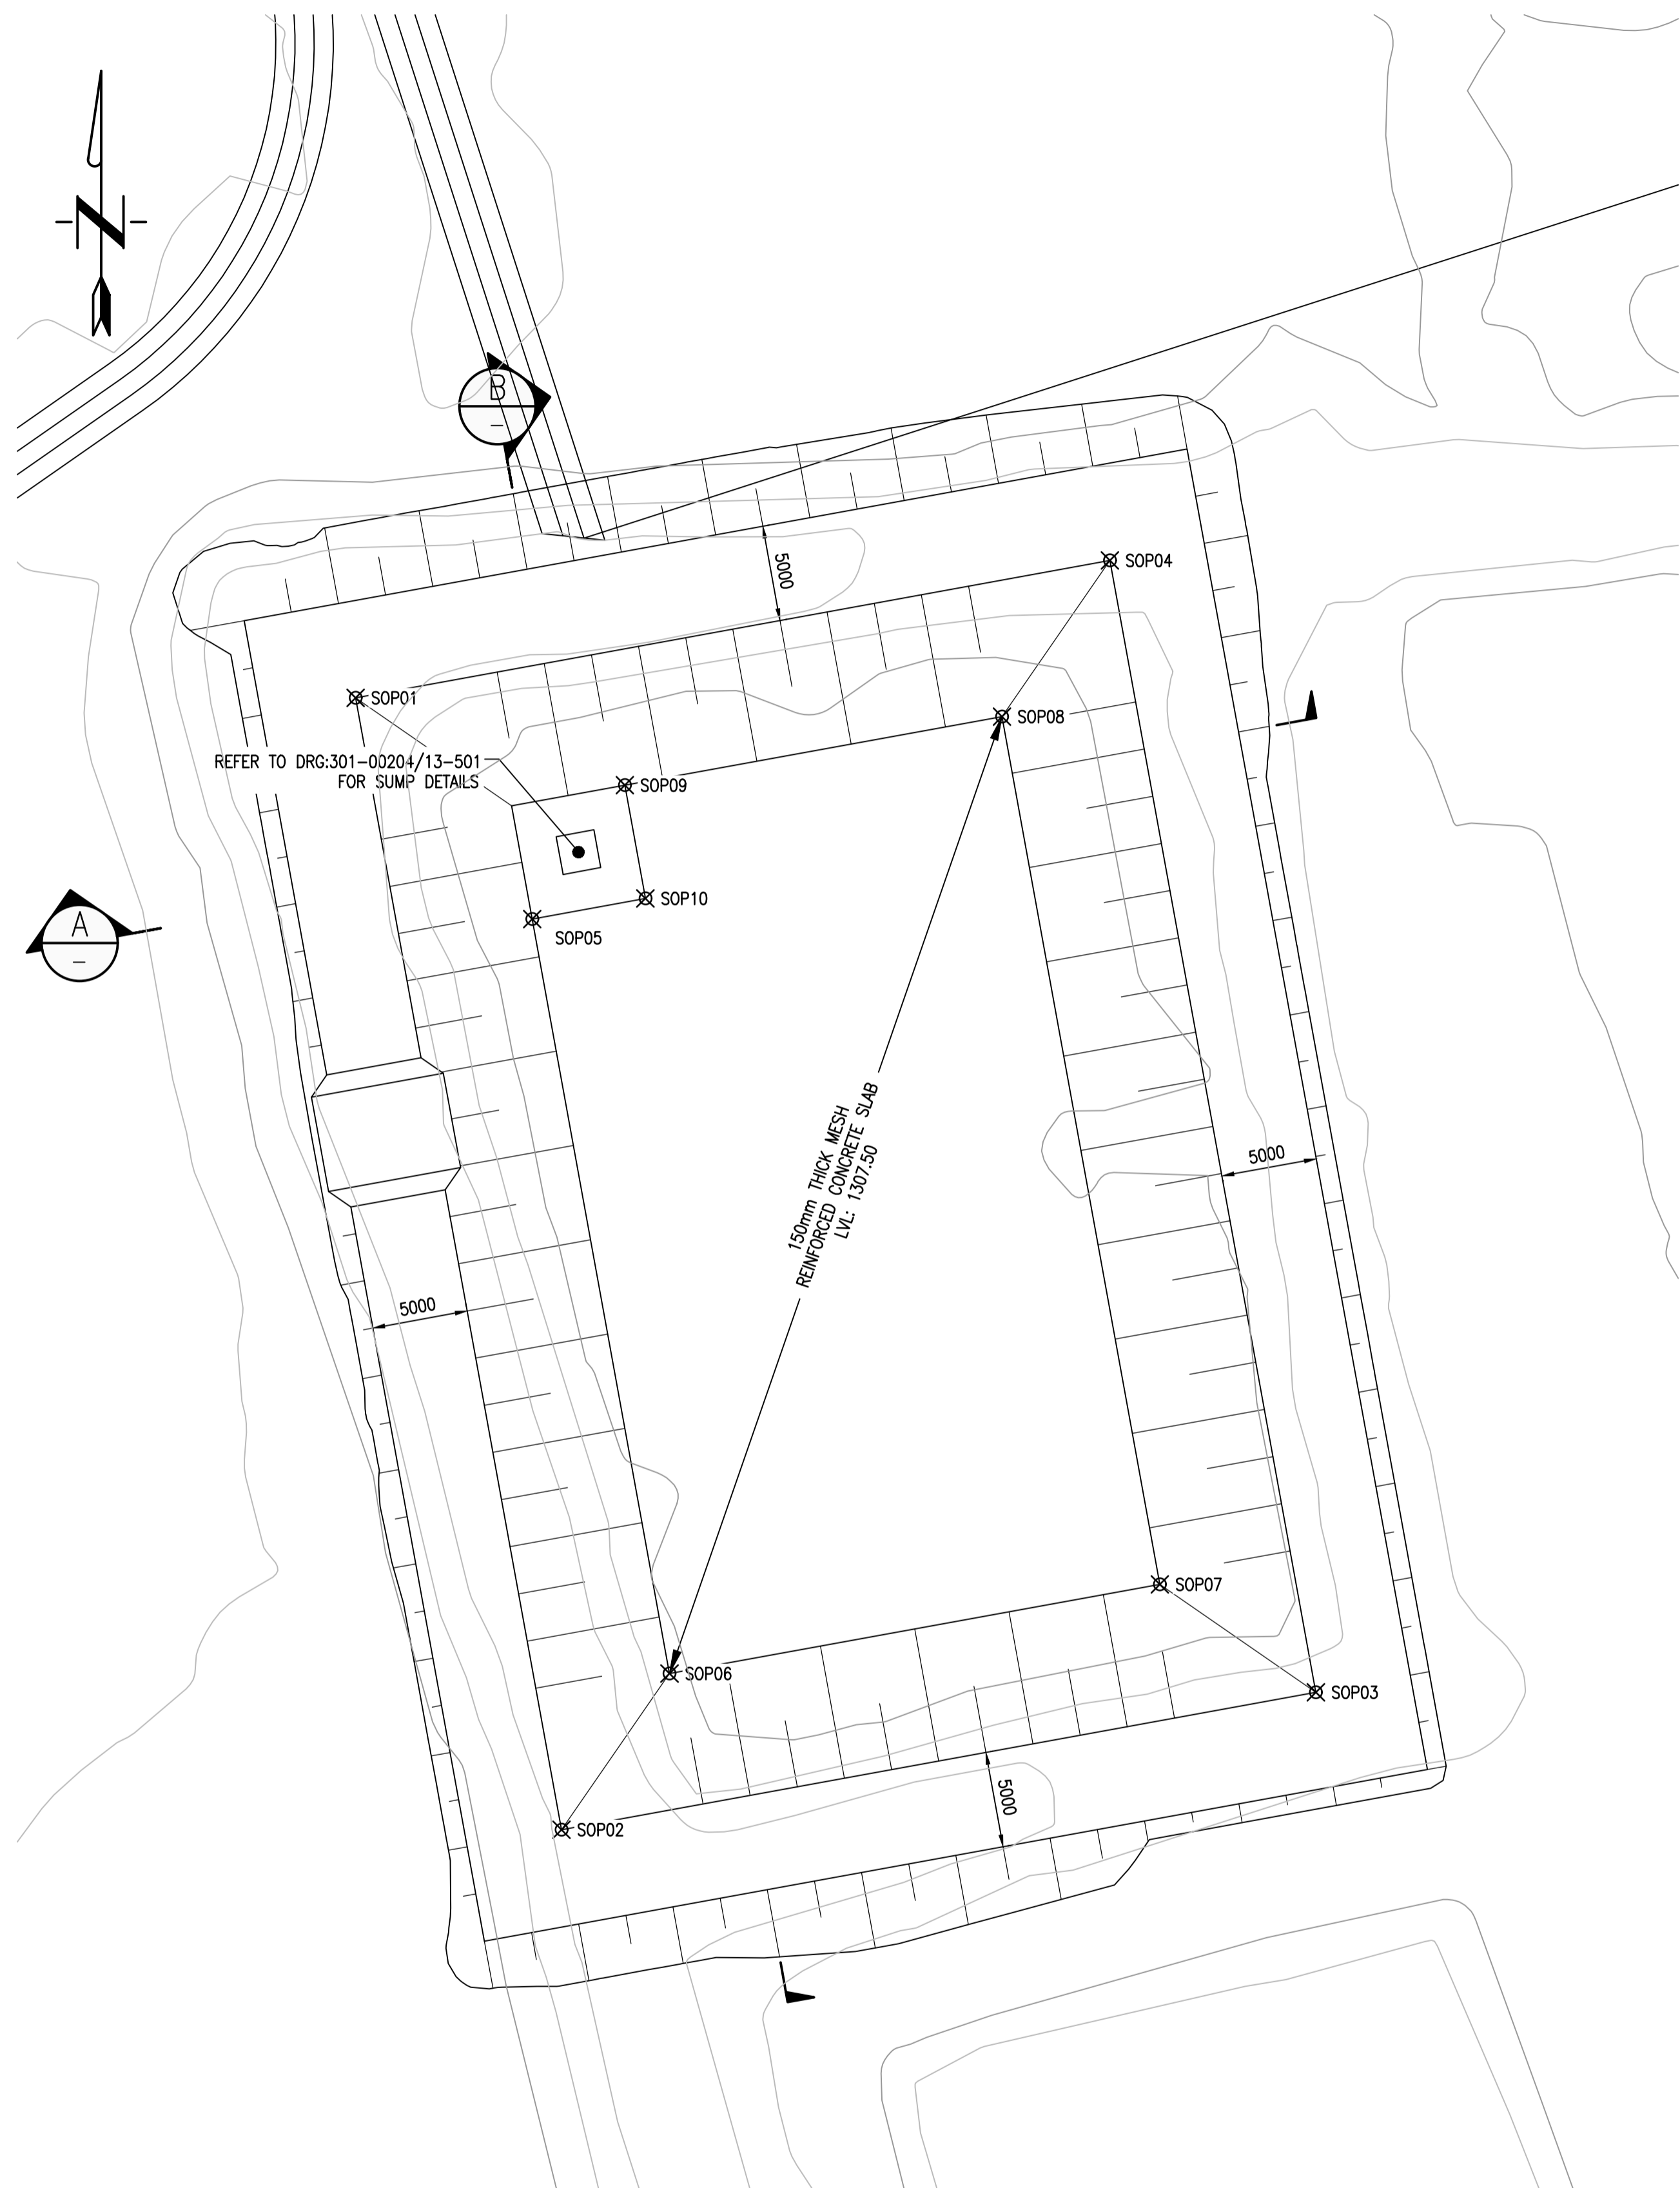 N
B
–
5000
SOP04
SOP01
SOP08
REFER TO DRG:301-00204/13-501
FOR SUMP DETAILS
SOP09
SOP10
A
–
SOP05
150mm THICK MESH
REINFORCED CONCRETE SLAB
LVL: 1307.50
5000
5000
SOP07
SOP06
SOP03
5000
SOP02